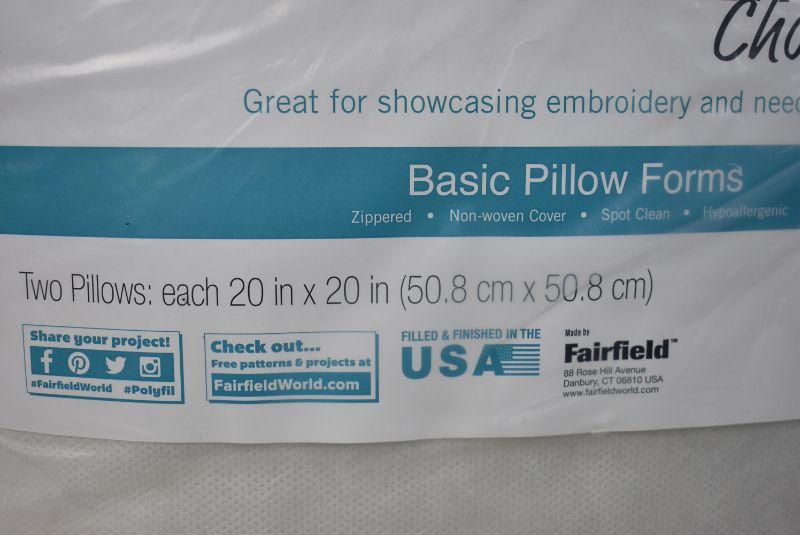 Great for showcasing embroidery and
Basic Pillow Forms
Zippered • Non-woven Cover • Spot Clean • Hypoallergenic
Two Pillows: each 20 in x 20 in (50.8 cm x 50.8 cm)
Share your project!
#FairfieldWorld #Polyfil
Check out...
Free patterns & projects at
FairfieldWorld.com
FILLED & FINISHED IN THE
USA
Made by
Fairfield™
88 Rose Hill Avenue
Danbury, CT 06810 USA
www.fairfieldworld.com